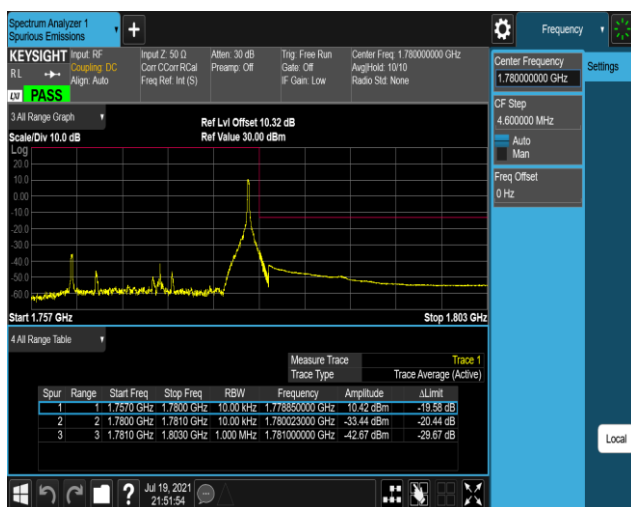 Spectrum Analyzer 1
Spurious Emissions
+
Frequency
KEYSIGHT Input: RF Input Z: 50 Ω Atten: 30 dB Trig: Free Run Center Freq: 1.780000000 GHz
RL Coupling: DC Corr CCorr RCal Preamp: Off Gate: Off Avg|Hold: 10/10
Align: Auto Freq Ref: Int (S) IF Gain: Low Radio Std: None
LXI PASS
Center Frequency
1.780000000 GHz
Settings
CF Step
4.600000 MHz
Auto
Man
Freq Offset
0 Hz
3 All Range Graph
Ref Lvl Offset 10.32 dB
Scale/Div 10.0 dB Ref Value 30.00 dBm
Log
20.0
10.0
0.00
-10.0
-20.0
-30.0
-40.0
-50.0
-60.0
Start 1.757 GHz Stop 1.803 GHz
4 All Range Table
Measure Trace Trace 1
Trace Type Trace Average (Active)
Spur Range Start Freq Stop Freq RBW Frequency Amplitude ΔLimit
1 1 1.7570 GHz 1.7800 GHz 10.00 kHz 1.778850000 GHz 10.42 dBm -19.58 dB
2 2 1.7800 GHz 1.7810 GHz 10.00 kHz 1.780023000 GHz -33.44 dBm -20.44 dB
3 3 1.7810 GHz 1.8030 GHz 1.000 MHz 1.781000000 GHz -42.67 dBm -29.67 dB
Local
? Jul 19, 2021
21:51:54